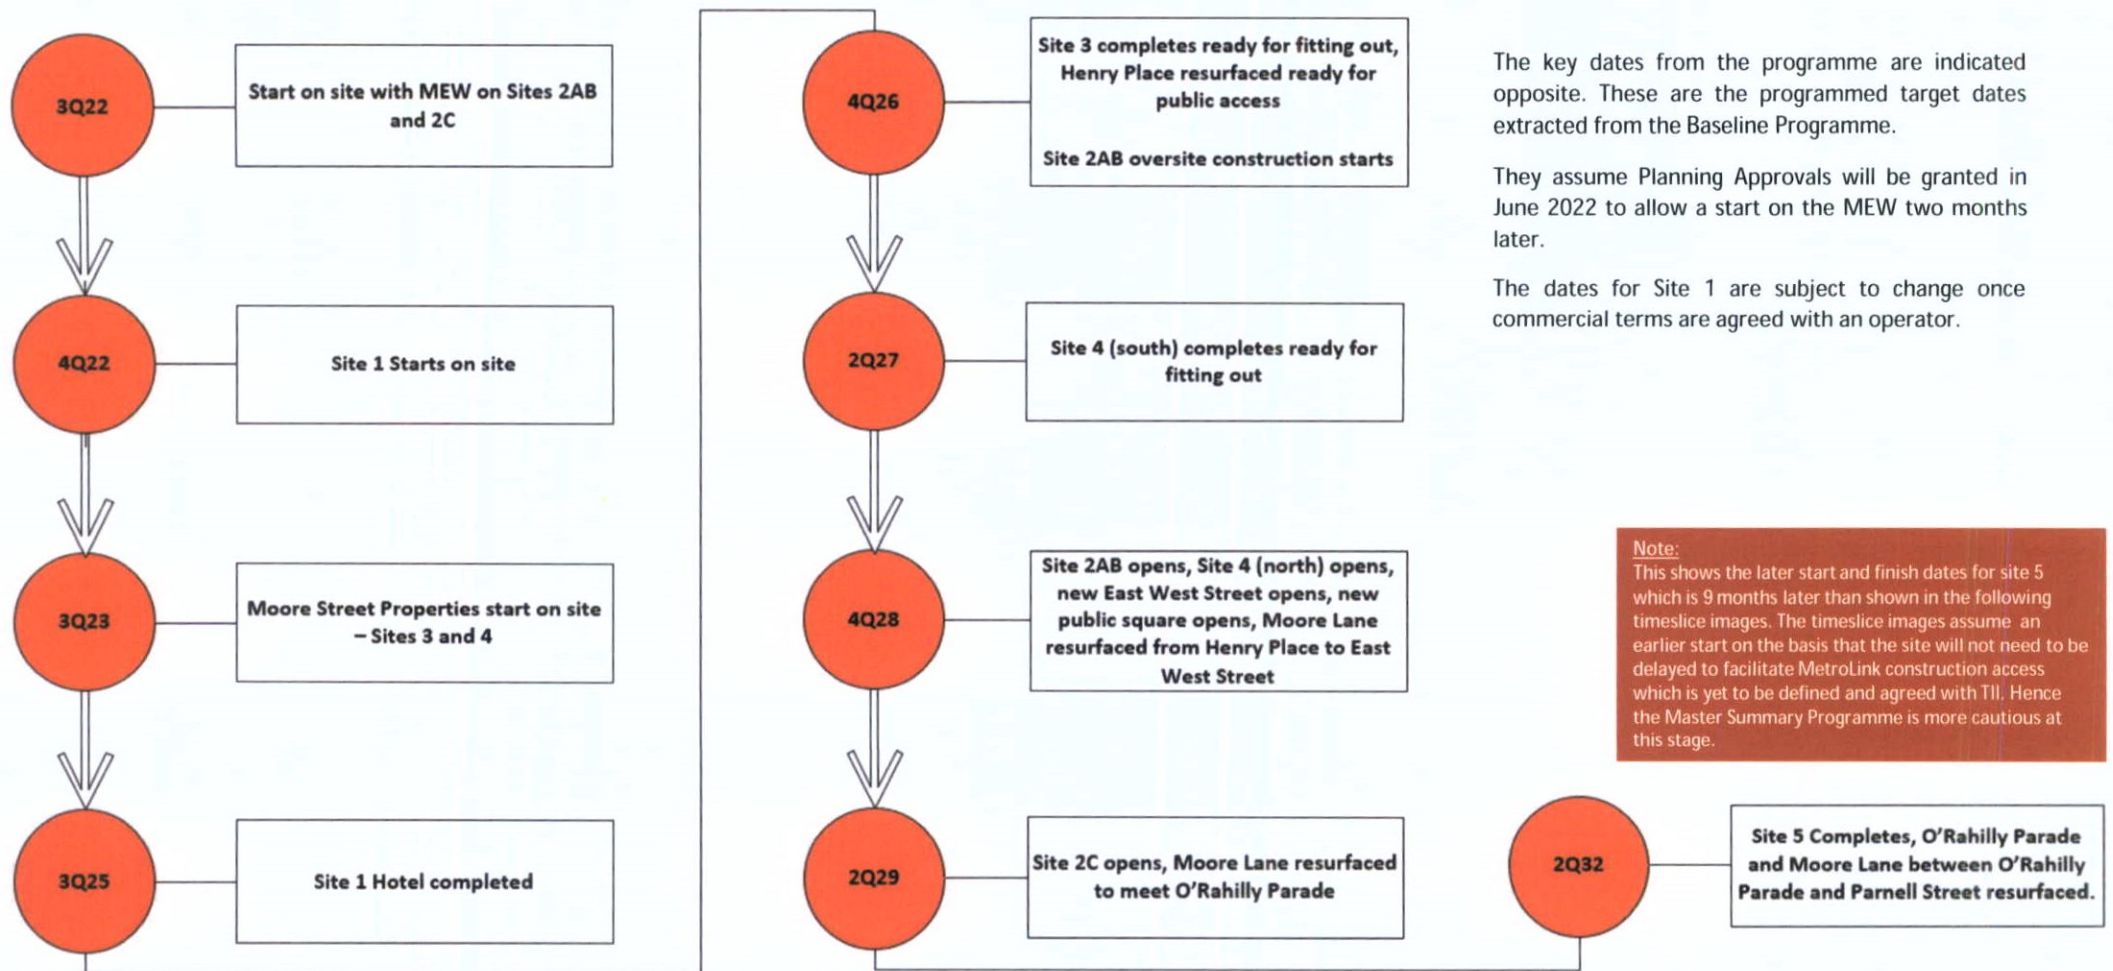 3Q22
Start on site with MEW on Sites 2AB
and 2C
4Q22
Site 1 Starts on site
3Q23
Moore Street Properties start on site
– Sites 3 and 4
3Q25
Site 1 Hotel completed
4Q26
Site 3 completes ready for fitting out,
Henry Place resurfaced ready for
public access
Site 2AB oversite construction starts
2Q27
Site 4 (south) completes ready for
fitting out
4Q28
Site 2AB opens, Site 4 (north) opens,
new East West Street opens, new
public square opens, Moore Lane
resurfaced from Henry Place to East
West Street
2Q29
Site 2C opens, Moore Lane resurfaced
to meet O'Rahilly Parade
The key dates from the programme are indicated
opposite. These are the programmed target dates
extracted from the Baseline Programme.
They assume Planning Approvals will be granted in
June 2022 to allow a start on the MEW two months
later.
The dates for Site 1 are subject to change once
commercial terms are agreed with an operator.
Note:
This shows the later start and finish dates for site 5
which is 9 months later than shown in the following
timeslice images. The timeslice images assume an
earlier start on the basis that the site will not need to be
delayed to facilitate MetroLink construction access
which is yet to be defined and agreed with TII. Hence
the Master Summary Programme is more cautious at
this stage.
2Q32
Site 5 Completes, O'Rahilly Parade
and Moore Lane between O'Rahilly
Parade and Parnell Street resurfaced.